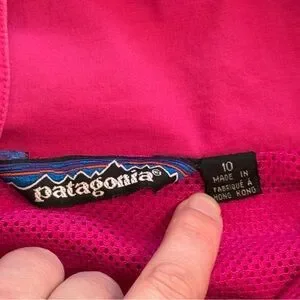 patagonia®
10
MADE IN
FABRIQUÉ À
HONG KONG